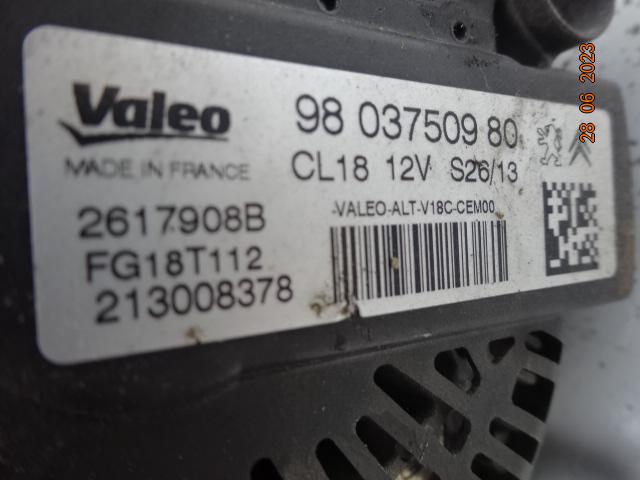 Valeo
98 037509 80
MADE IN FRANCE
CL18 12V S26/13
2617908B
-VALEO-ALT-V18C-CEM00
FG18T112
213008378
28 06 2023